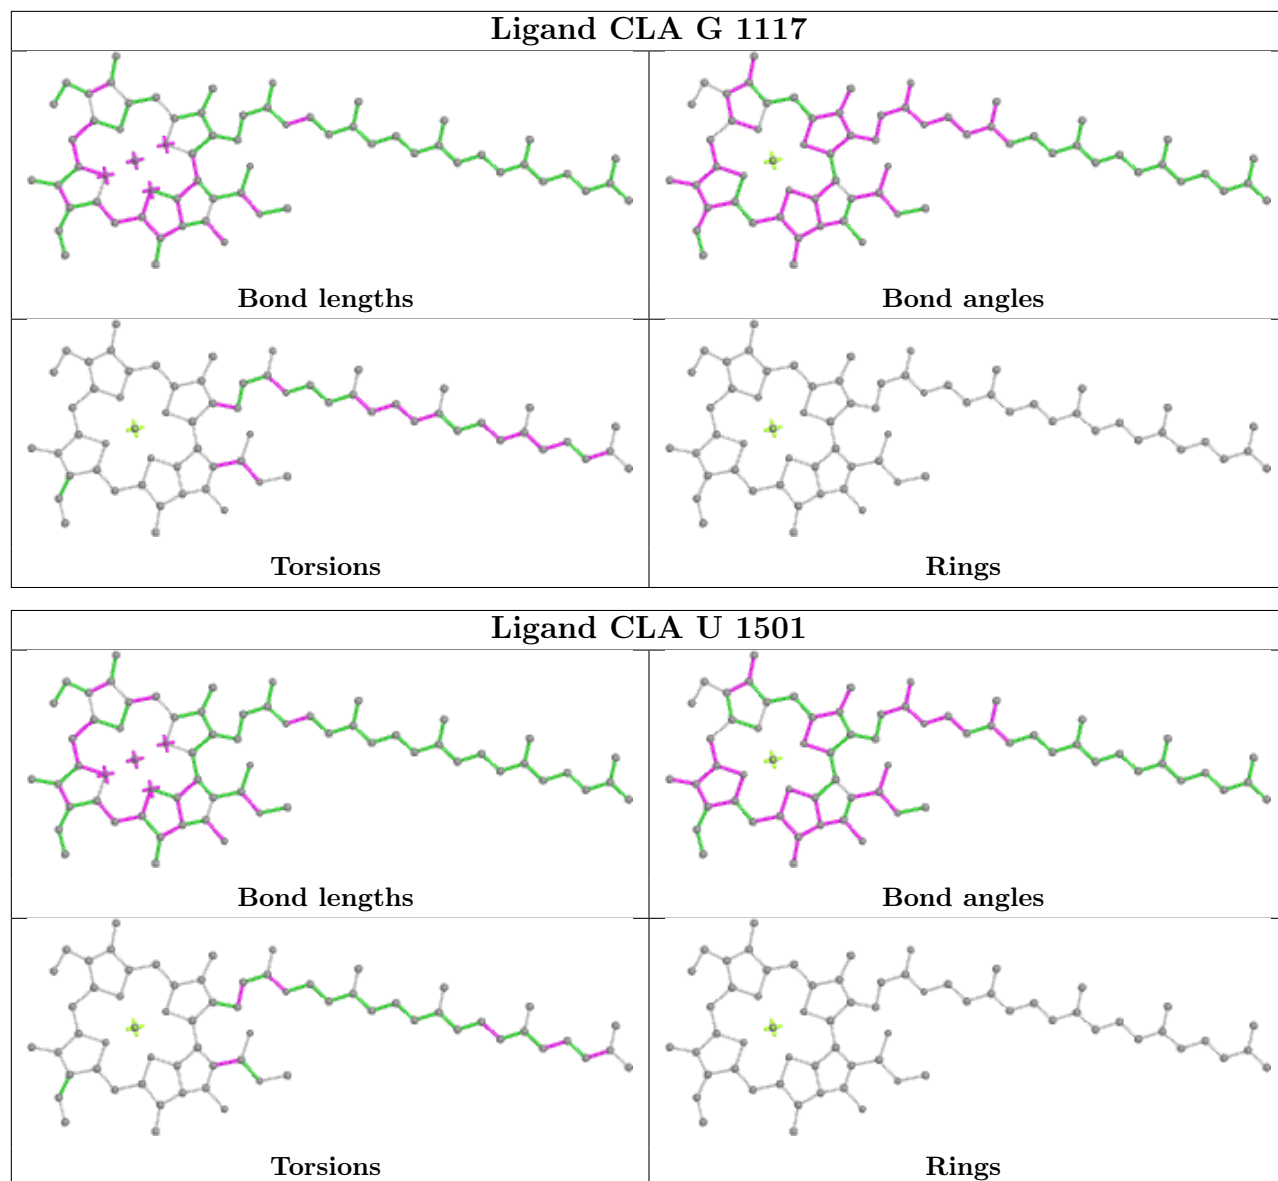 Ligand CLA G 1117
Bond lengths
Bond angles
Torsions
Rings
Ligand CLA U 1501
Bond lengths
Bond angles
Torsions
Rings